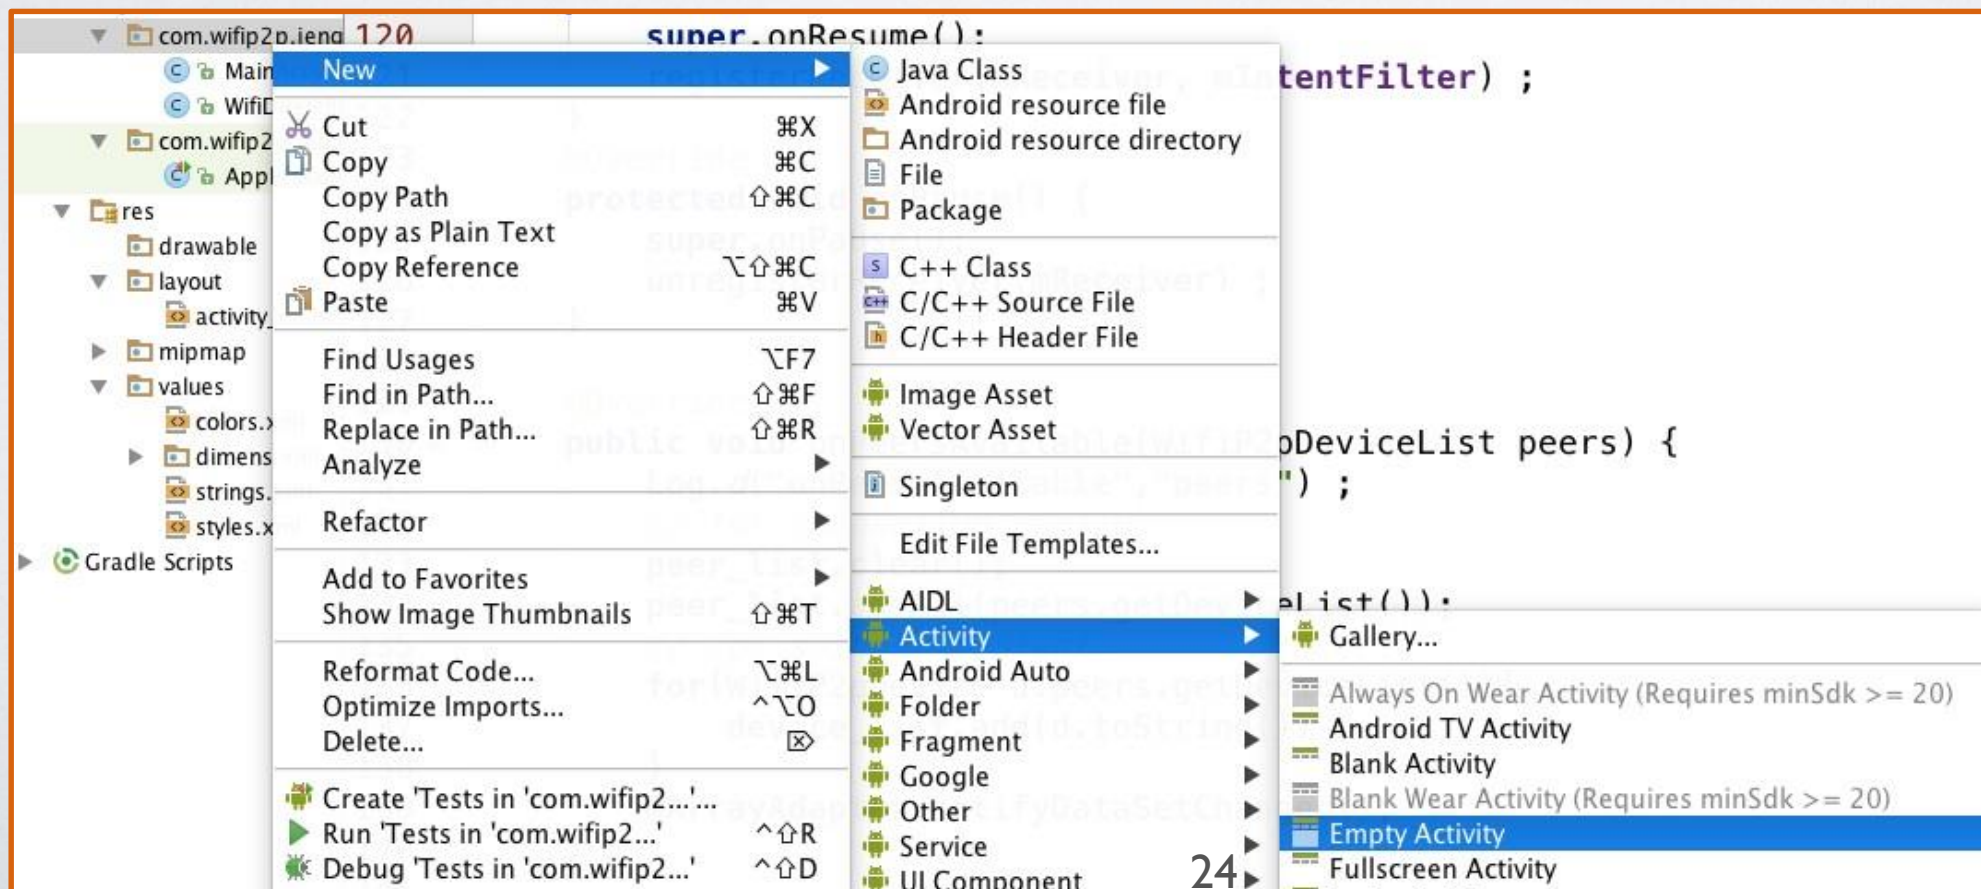 com.wifip2p.jeng
Main
WifiD
com.wifip2
Appl
res
drawable
layout
activity_
mipmap
values
colors.x
dimens
strings.
styles.x
Gradle Scripts
120
super.onResume();
tentFilter) ;
pDeviceList peers) {
") ;
eList());
New
Cut ⌘X
Copy ⌘C
Copy Path ⇧⌘C
Copy as Plain Text
Copy Reference ⌥⇧⌘C
Paste ⌘V
Find Usages ⌥F7
Find in Path... ⇧⌘F
Replace in Path... ⇧⌘R
Analyze
Refactor
Add to Favorites
Show Image Thumbnails ⇧⌘T
Reformat Code... ⌥⌘L
Optimize Imports... ^⌥O
Delete... ⌦
Create 'Tests in 'com.wifip2...'...
Run 'Tests in 'com.wifip2...' ^⇧R
Debug 'Tests in 'com.wifip2...' ^⇧D
Java Class
Android resource file
Android resource directory
File
Package
C++ Class
C/C++ Source File
C/C++ Header File
Image Asset
Vector Asset
Singleton
Edit File Templates...
AIDL
Activity
Android Auto
Folder
Fragment
Google
Other
Service
UI Component
Gallery...
Always On Wear Activity (Requires minSdk >= 20)
Android TV Activity
Blank Activity
Blank Wear Activity (Requires minSdk >= 20)
Empty Activity
Fullscreen Activity
24